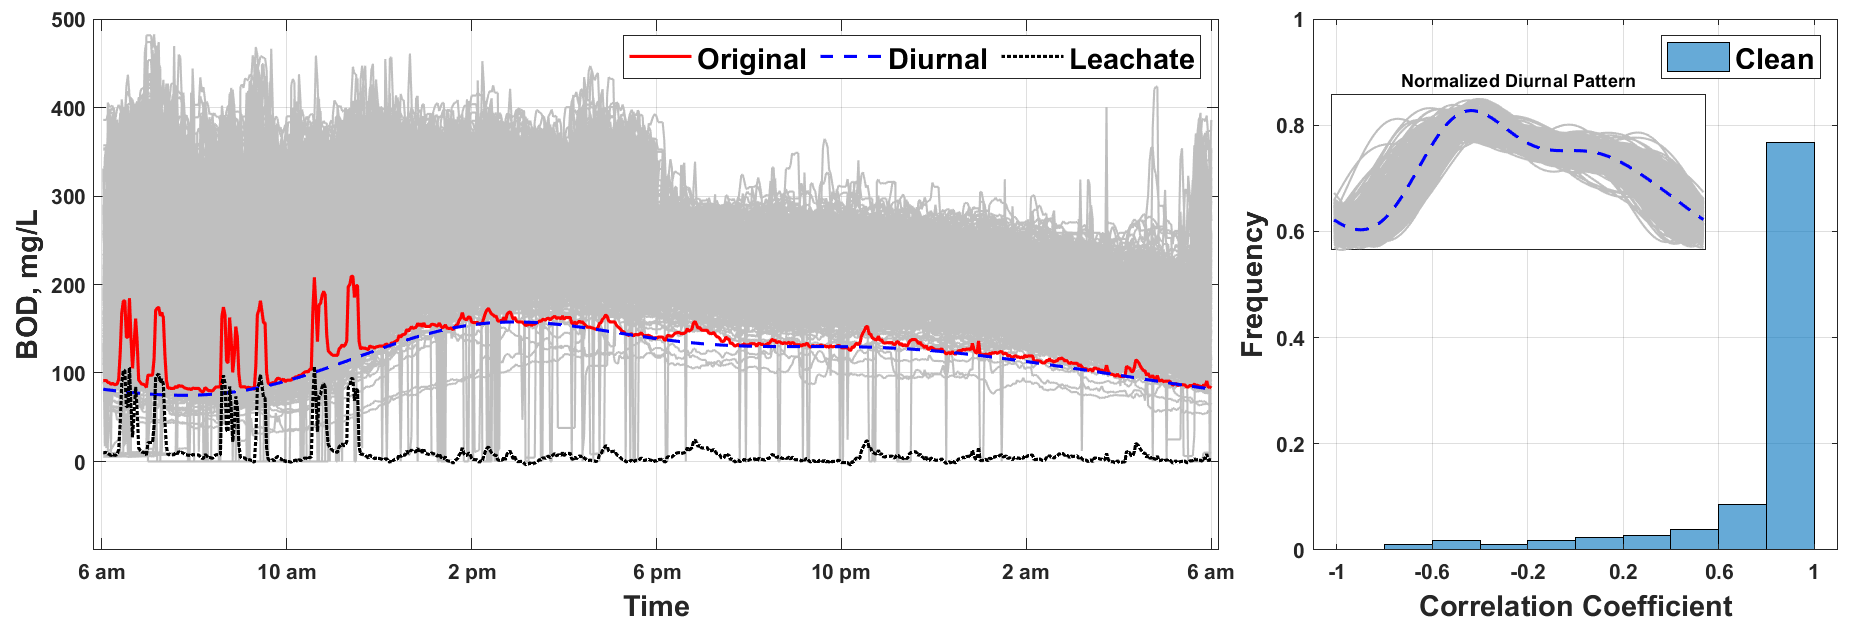 500
400
300
200
100
0
BOD, mg/L
Original Diurnal Leachate
6 am 10 am 2 pm 6 pm 10 pm 2 am 6 am
Time
1
0.8
0.6
0.4
0.2
0
Frequency
Clean
Normalized Diurnal Pattern
-1 -0.6 -0.2 0.2 0.6 1
Correlation Coefficient